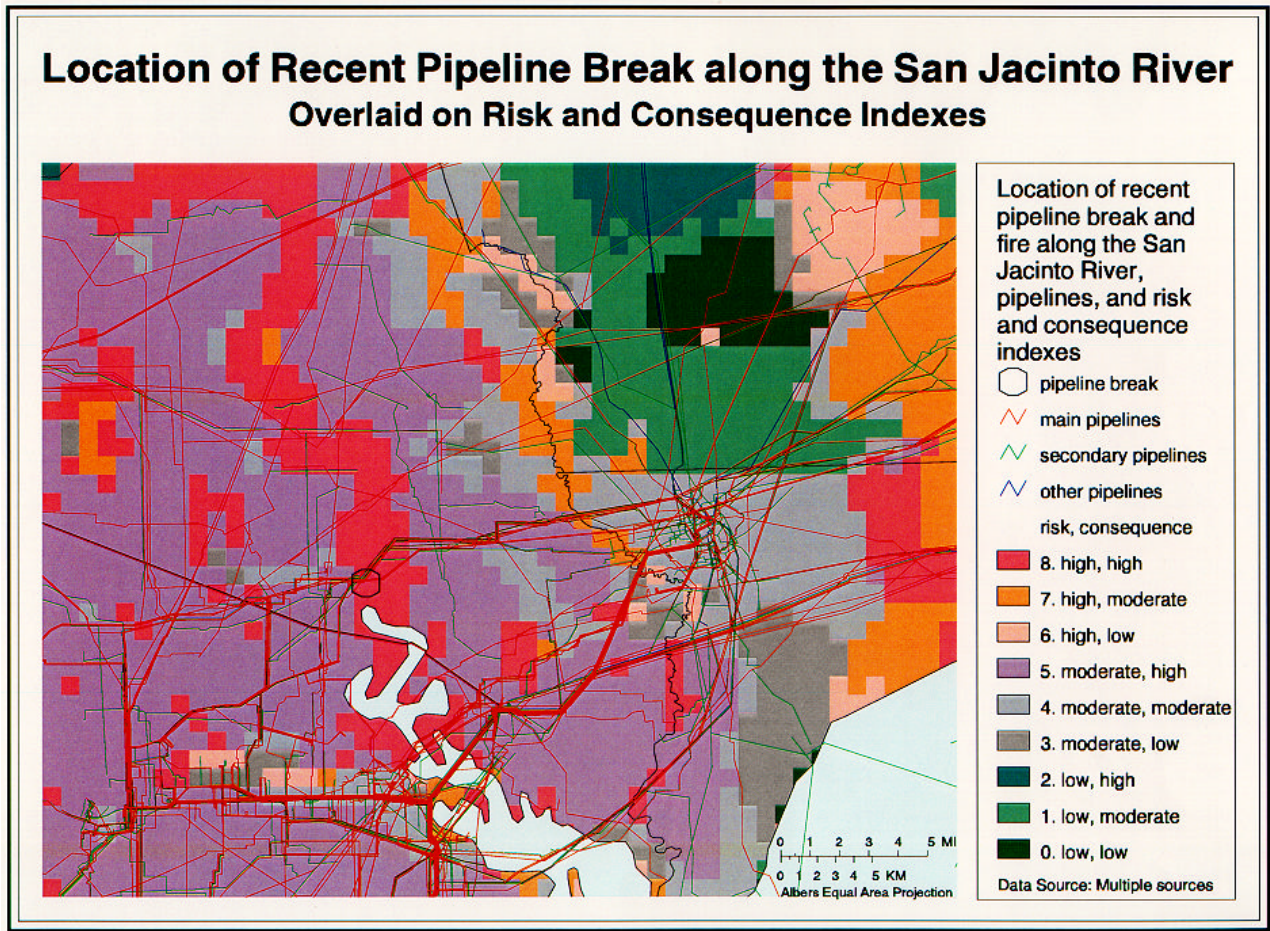 Location of Recent Pipeline Break along the San Jacinto River
Overlaid on Risk and Consequence Indexes
Location of recent
pipeline break and
fire along the San
Jacinto River,
pipelines, and risk
and consequence
indexes
pipeline break
main pipelines
secondary pipelines
other pipelines
risk, consequence
8. high, high
7. high, moderate
6. high, low
5. moderate, high
4. moderate, moderate
3. moderate, low
2. low, high
1. low, moderate
0. low, low
Data Source: Multiple sources
0 1 2 3 4 5 MI
0 1 2 3 4 5 KM
Albers Equal Area Projection